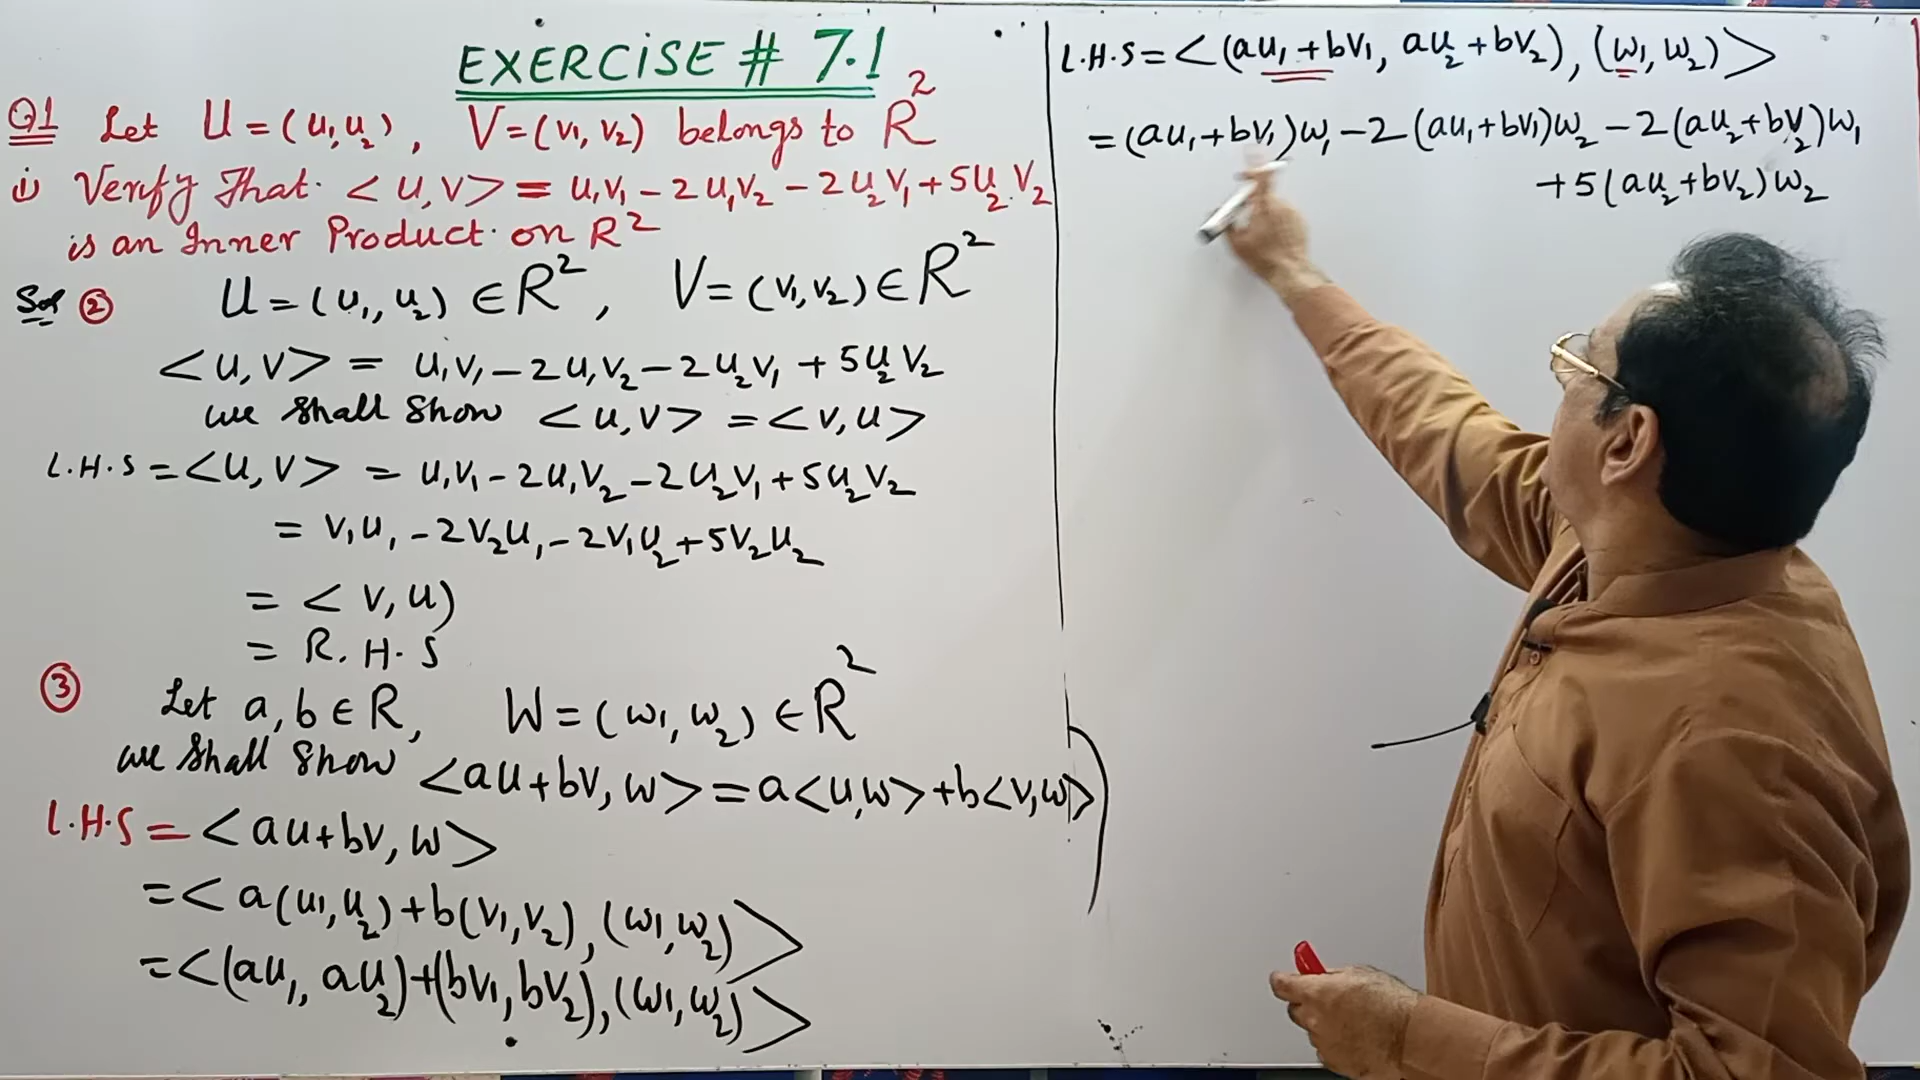 EXERCISE # 7.1
Q1 Let U = (u₁, u₂), V = (v₁, v₂) belongs to R²
i) Verify That <u, v> = u₁v₁ - 2u₁v₂ - 2u₂v₁ + 5u₂v₂
is an Inner Product on R²
Sol ② U = (u₁, u₂) ∈ R², V = (v₁, v₂) ∈ R²
<u, v> = u₁v₁ - 2u₁v₂ - 2u₂v₁ + 5u₂v₂
we shall show <u, v> = <v, u>
L.H.S = <u, v> = u₁v₁ - 2u₁v₂ - 2u₂v₁ + 5u₂v₂
= v₁u₁ - 2v₂u₁ - 2v₁u₂ + 5v₂u₂
= <v, u)
= R.H.S
③ Let a, b ∈ R, W = (w₁, w₂) ∈ R²
we shall show <au + bv, w> = a<u, w> + b<v, w>
L.H.S = <au + bv, w>
= <a(u₁, u₂) + b(v₁, v₂), (w₁, w₂)>
= <(au₁, au₂) + (bv₁, bv₂), (w₁, w₂)>
L.H.S = <(au₁ + bv₁, au₂ + bv₂), (w₁, w₂)>
= (au₁ + bv₁)w₁ - 2(au₁ + bv₁)w₂ - 2(au₂ + bv₂)w₁
+ 5(au₂ + bv₂)w₂